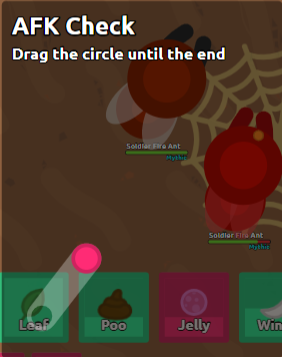 AFK Check
Drag the circle until the end
Soldier Fire Ant
Mythic
Soldier Fire Ant
Mythic
Leaf
Poo
Jelly
Win